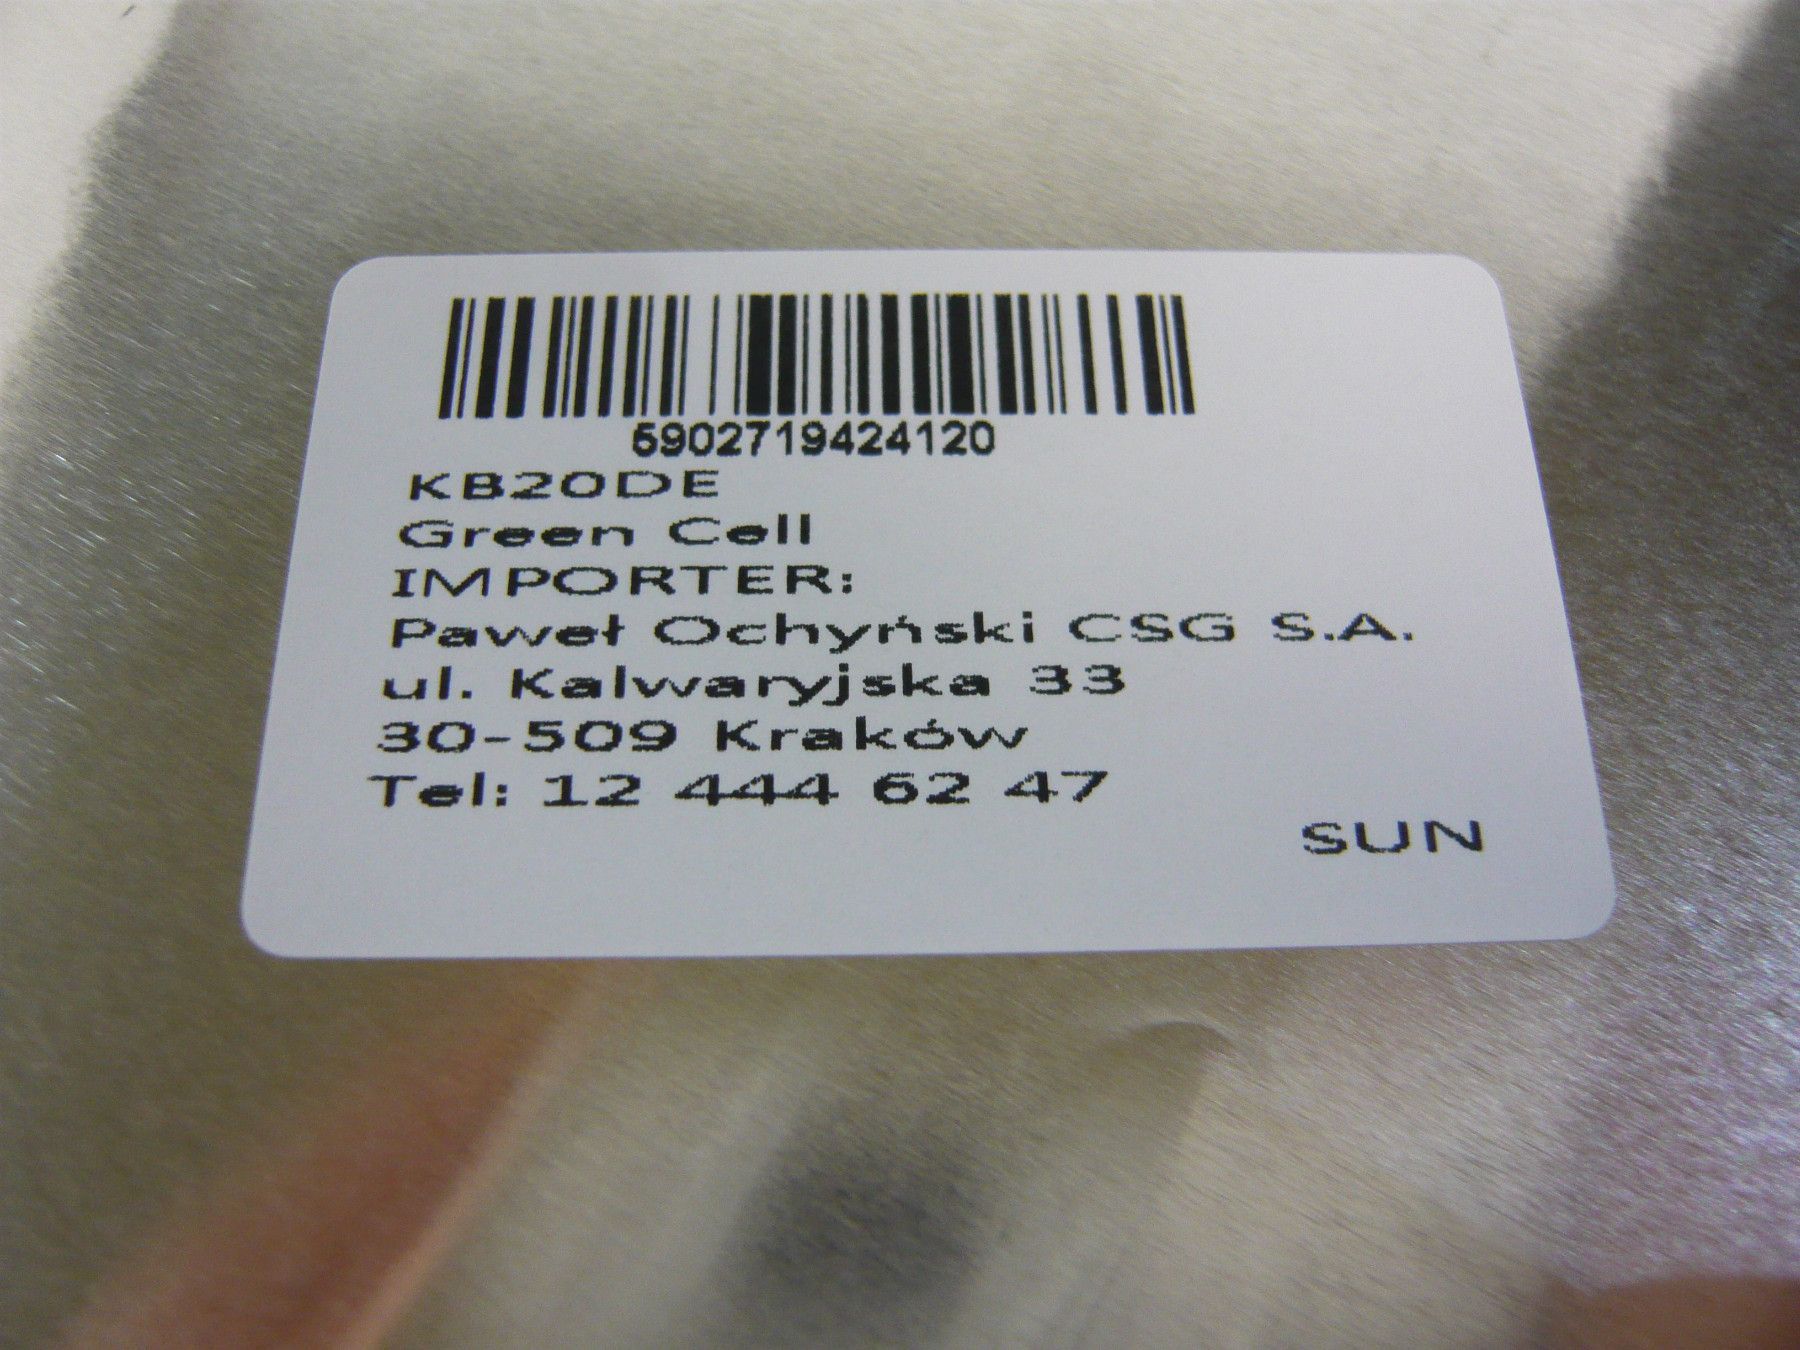 5902719424120
KB20DE
Green Cell
IMPORTER:
Paweł Ochyński CSG S.A.
ul. Kalwaryjska 33
30-509 Kraków
Tel: 12 444 62 47
SUN